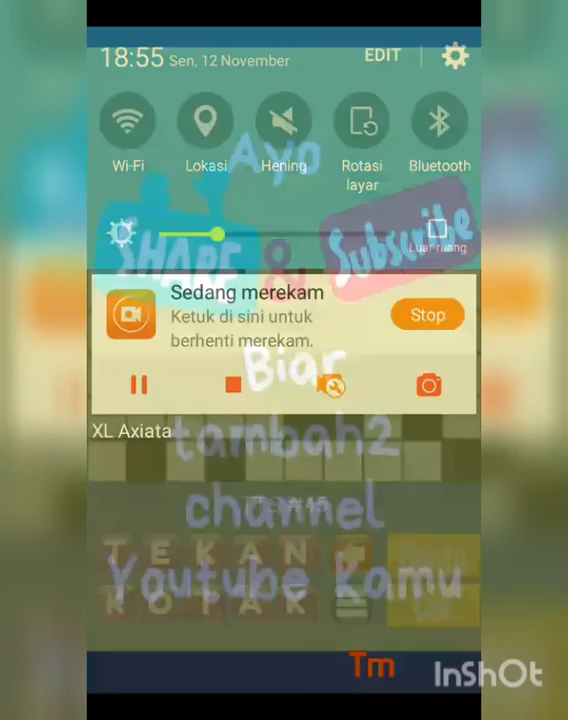 18:55 Sen, 12 November EDIT
Ayo
Wi-Fi Lokasi Hening Rotasi layar Bluetooth
SHARE & Subscribe
Luar ruang
Sedang merekam
Ketuk di sini untuk
berhenti merekam.
Stop
Biar
XL Axiata
tambah2
channel
TTS #45
TEKAN
Youtube Kamu
KOTAK
Tm
InShOt